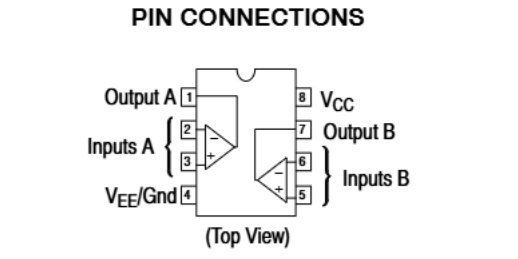 PIN CONNECTIONS
Output A 1
8 VCC
2
7 Output B
Inputs A
−
+
3
6
−
+
Inputs B
VEE/Gnd 4
5
(Top View)